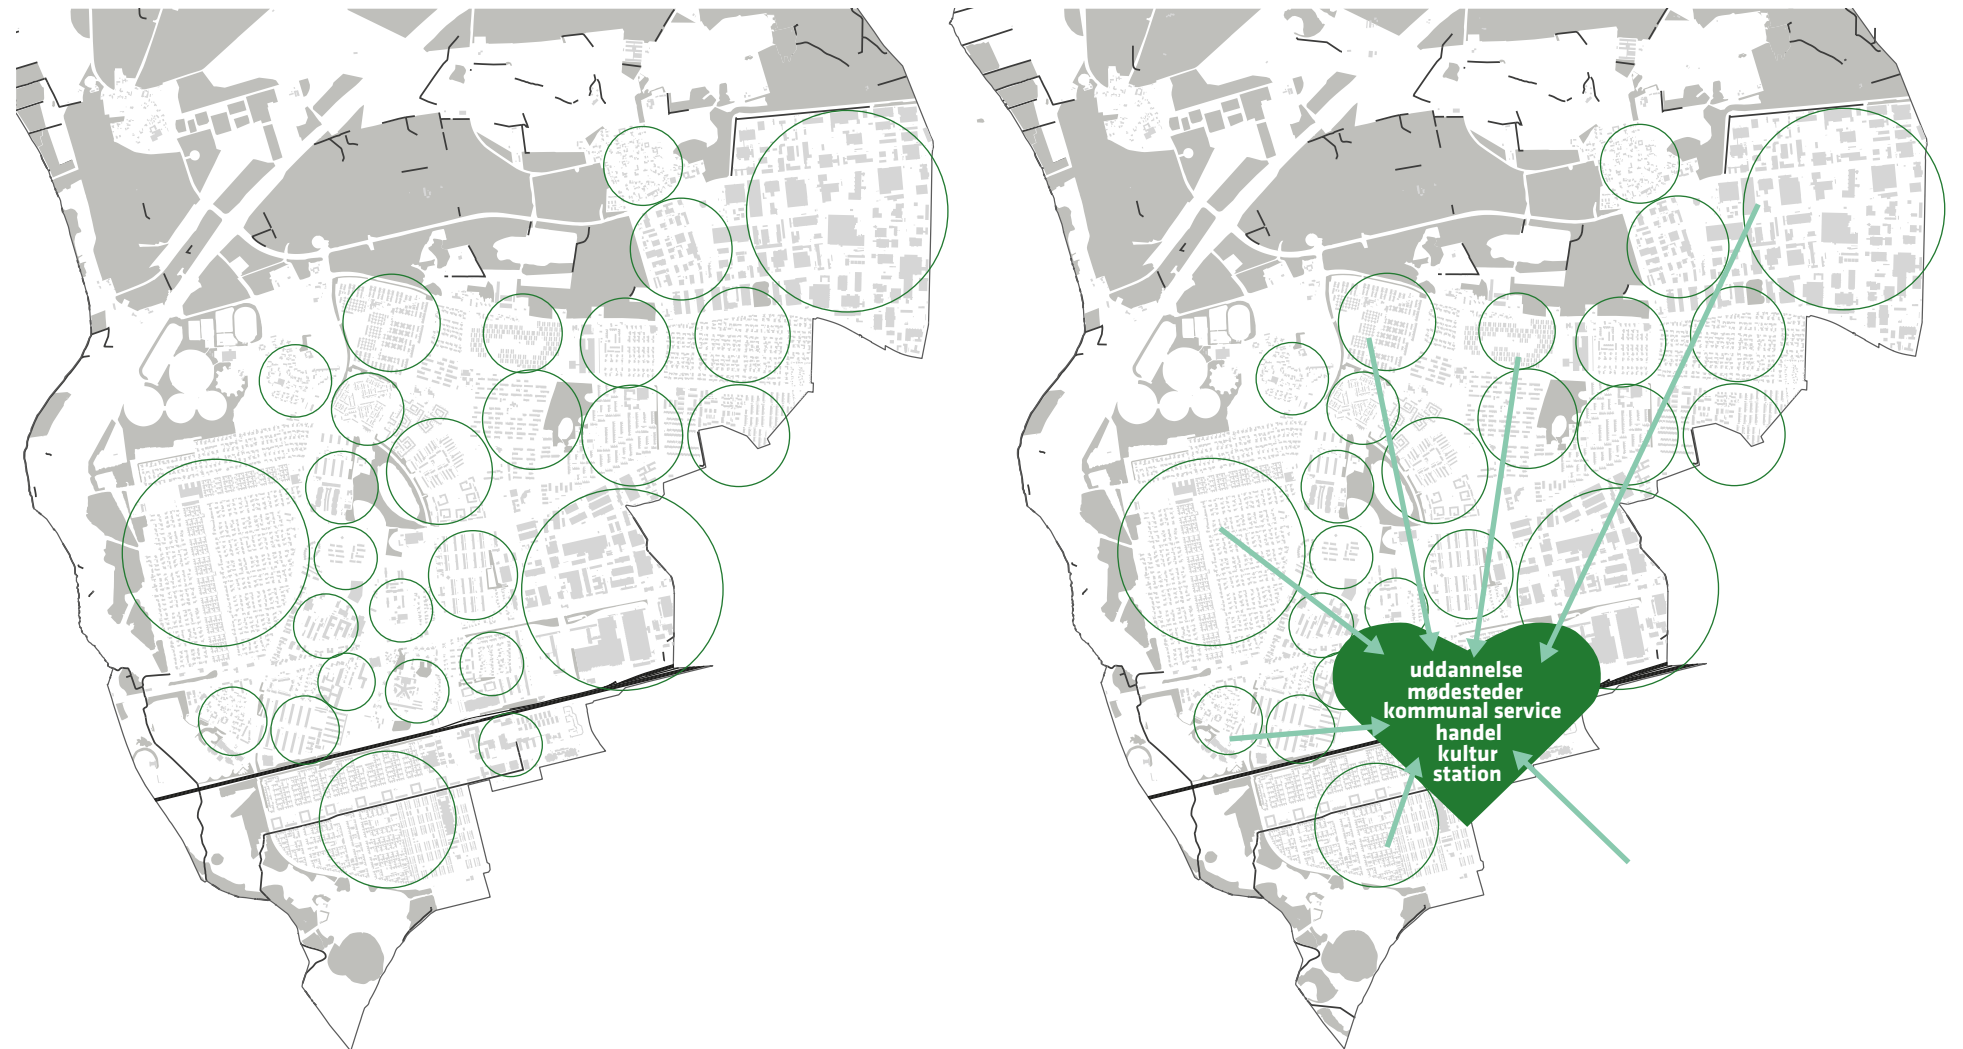 uddannelse
mødesteder
kommunal service
handel
kultur
station